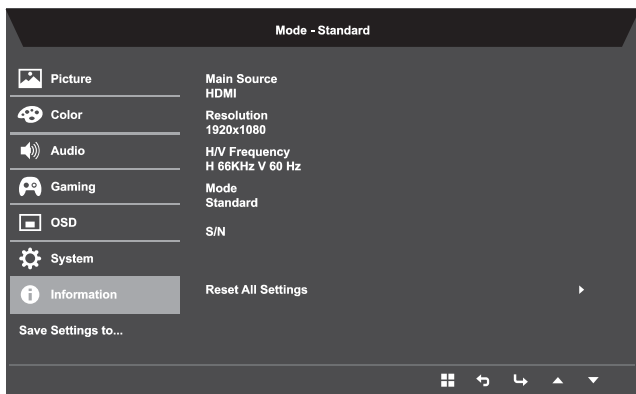 Mode - Standard
Picture
Color
Audio
Gaming
OSD
System
Information
Save Settings to...
Main Source
HDMI
Resolution
1920x1080
H/V Frequency
H 66KHz V 60 Hz
Mode
Standard
S/N
Reset All Settings